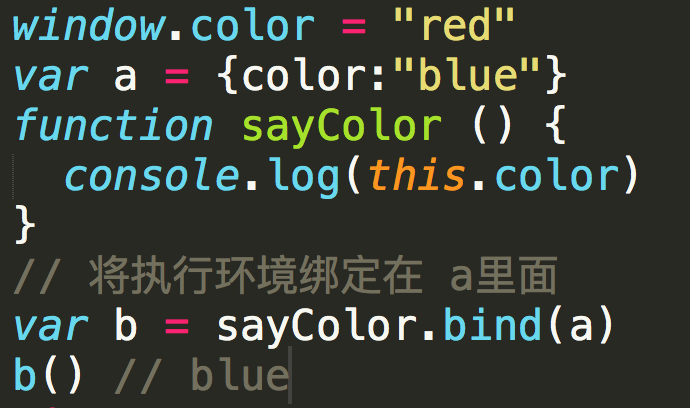 window.color = "red"
var a = {color:"blue"}
function sayColor () {
  console.log(this.color)
}
// 将执行环境绑定在 a里面
var b = sayColor.bind(a)
b() // blue